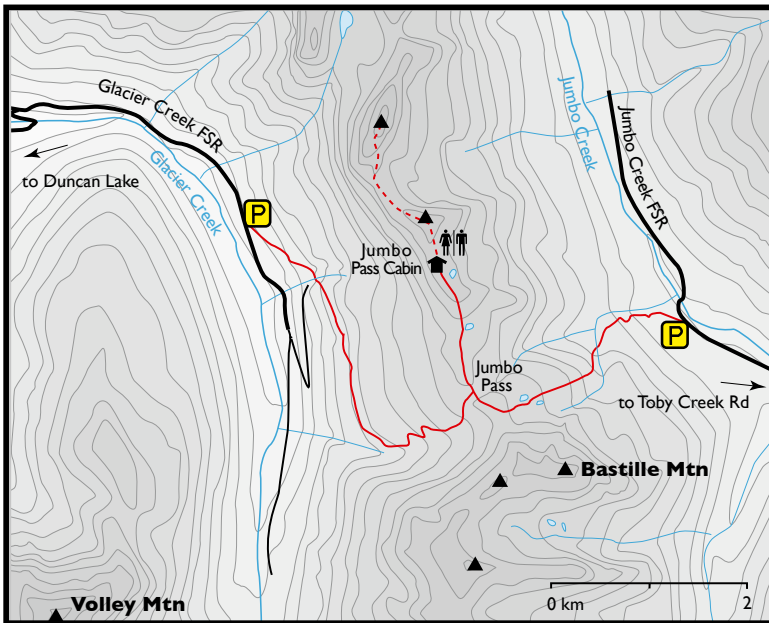 Glacier Creek FSR
Jumbo Creek
Jumbo Creek FSR
Glacier Creek
to Duncan Lake
P
Jumbo
Pass Cabin
P
Jumbo
Pass
to Toby Creek Rd
Bastille Mtn
Volley Mtn
0 km
2